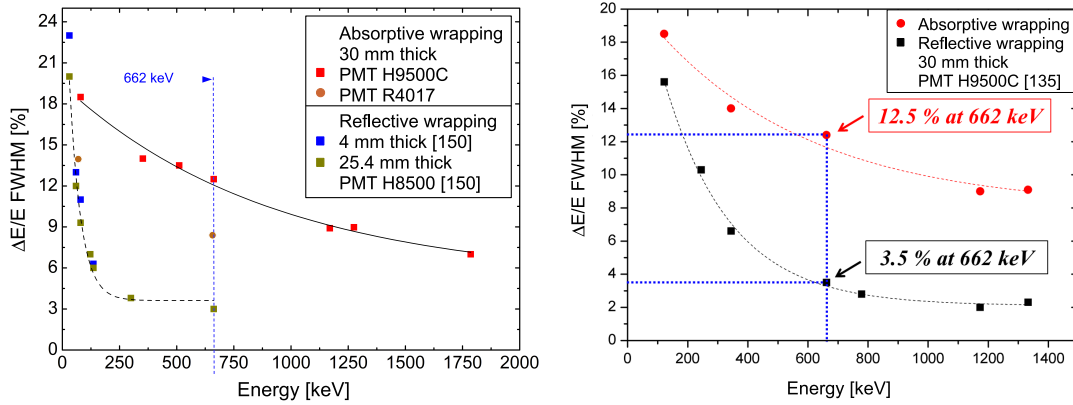 24
21
18
15
12
9
6
3
0
ΔE/E FWHM [%]
0 250 500 750 1000 1250 1500 1750 2000
Energy [keV]
662 keV
Absorptive wrapping
30 mm thick
PMT H9500C
PMT R4017
Reflective wrapping
4 mm thick [150]
25.4 mm thick
PMT H8500 [150]
20
18
16
14
12
10
8
6
4
2
0
ΔE/E FWHM [%]
0 200 400 600 800 1000 1200 1400
Energy [keV]
Absorptive wrapping
Reflective wrapping
30 mm thick
PMT H9500C [135]
12.5 % at 662 keV
3.5 % at 662 keV